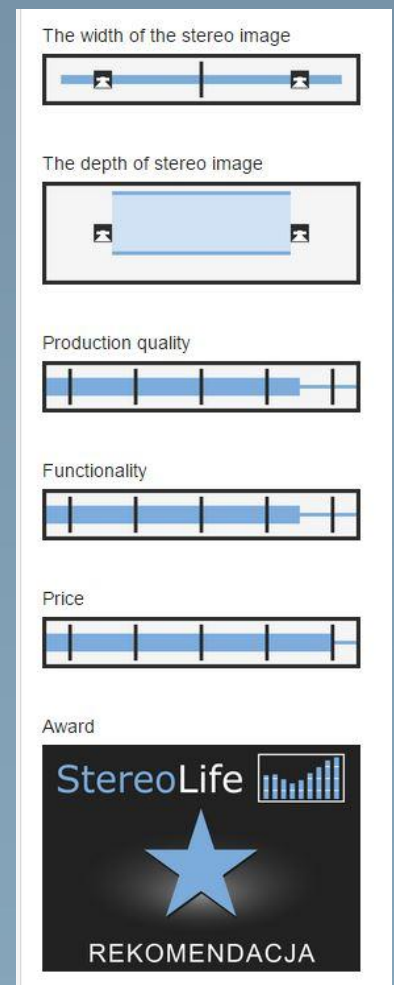 The width of the stereo image
The depth of stereo image
Production quality
Functionality
Price
Award
StereoLife
REKOMENDACJA